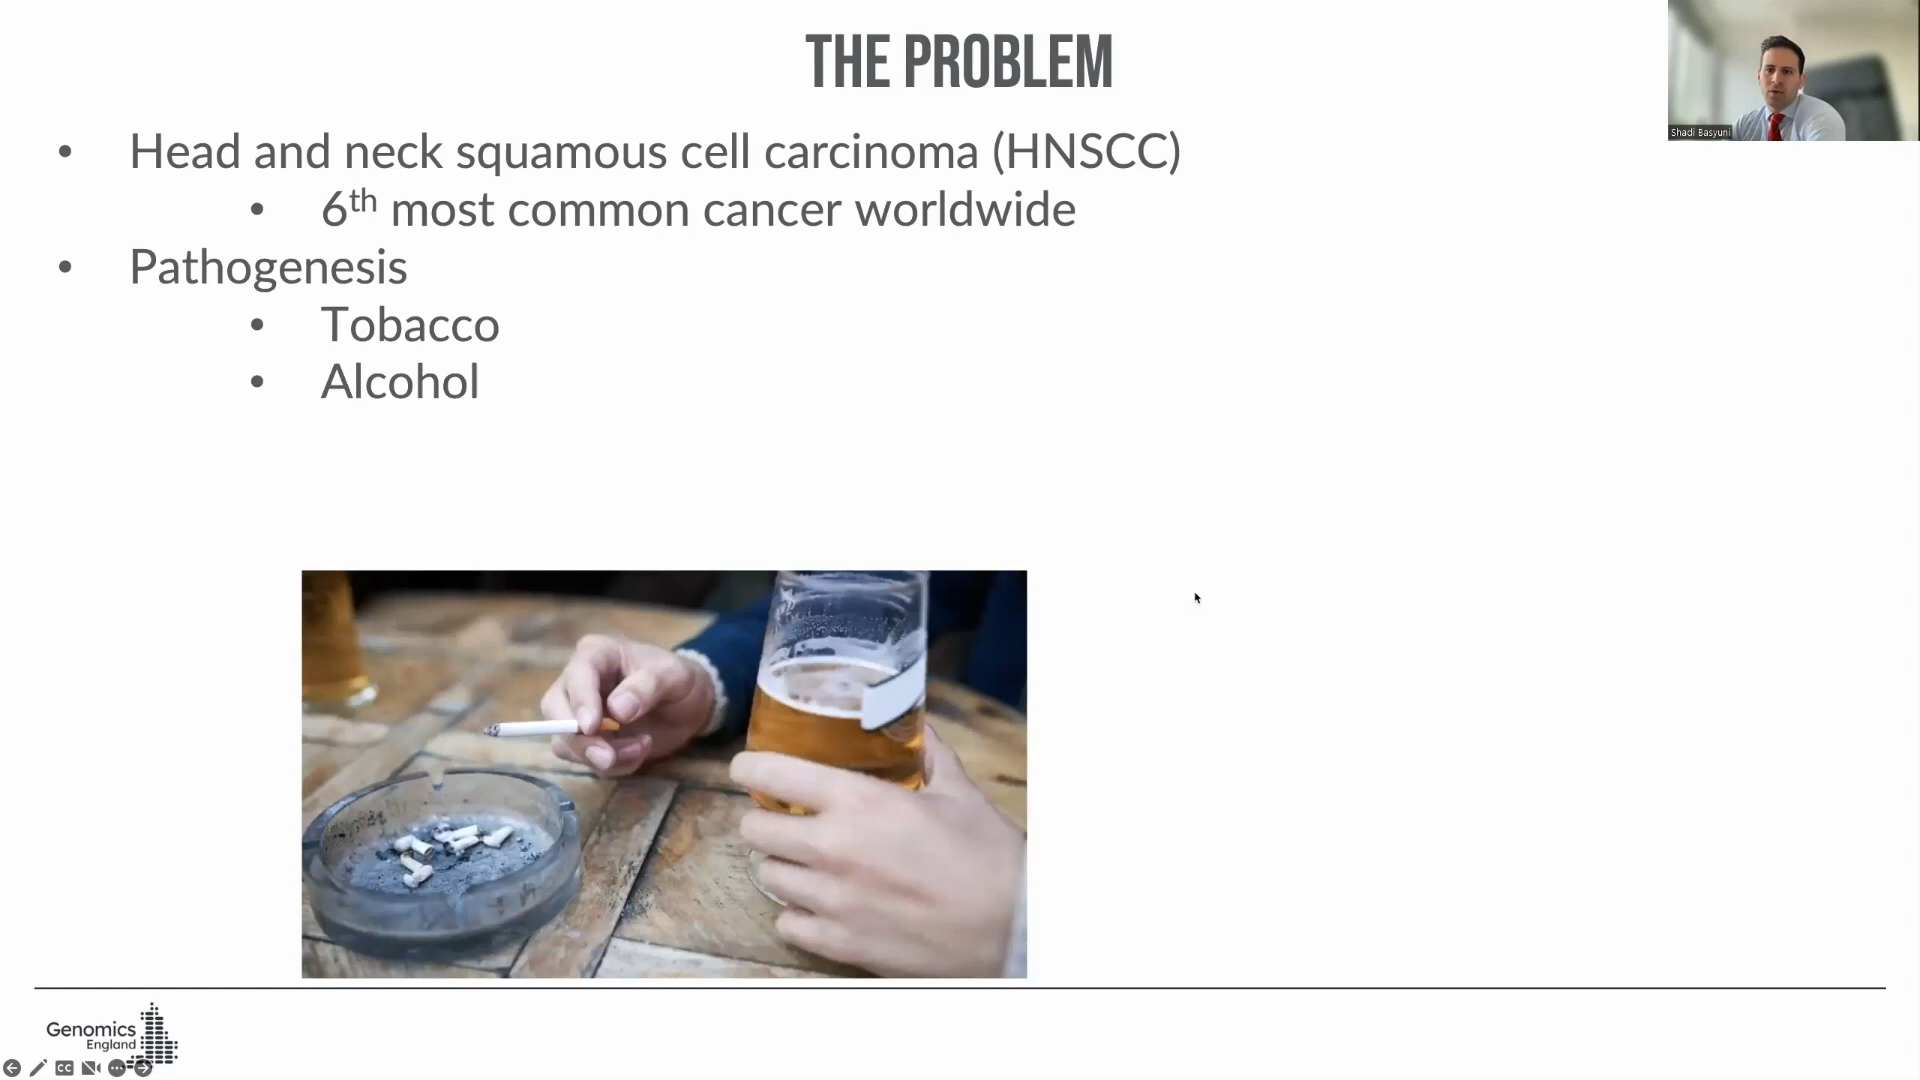 THE PROBLEM
Shadi Basyuni
• Head and neck squamous cell carcinoma (HNSCC)
• 6th most common cancer worldwide
• Pathogenesis
• Tobacco
• Alcohol
Genomics
England
CC